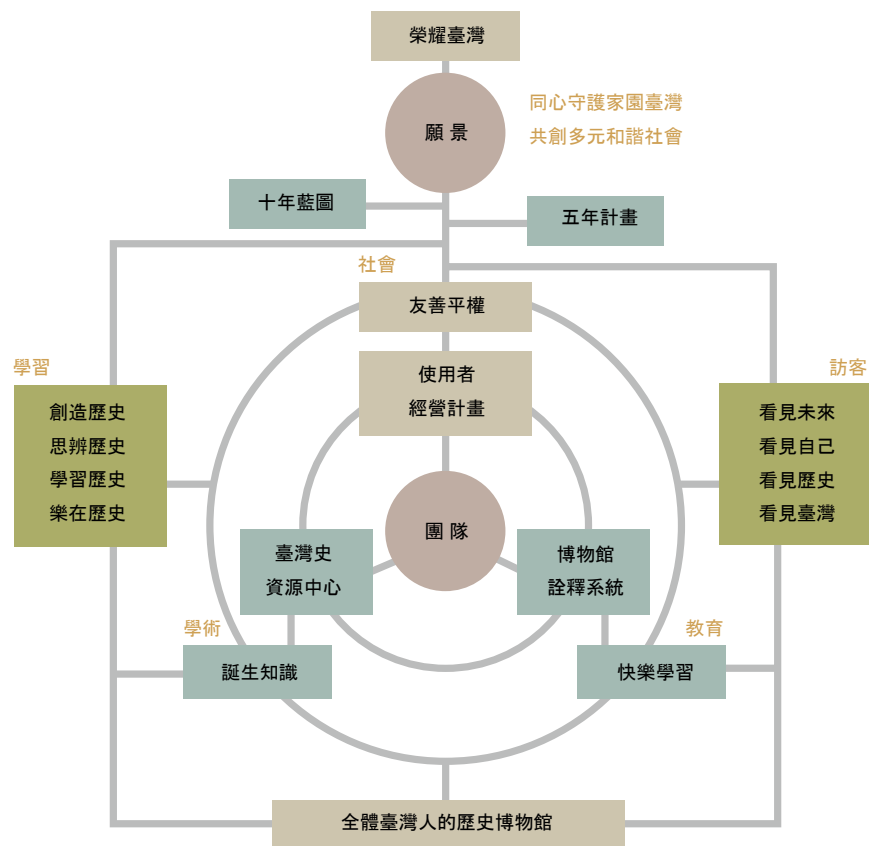 榮耀臺灣
願景
同心守護家園臺灣
共創多元和諧社會
十年藍圖
五年計畫
社會
友善平權
學習
訪客
使用者
經營計畫
創造歷史
思辨歷史
學習歷史
樂在歷史
看見未來
看見自己
看見歷史
看見臺灣
團隊
臺灣史
資源中心
博物館
詮釋系統
學術
教育
誕生知識
快樂學習
全體臺灣人的歷史博物館